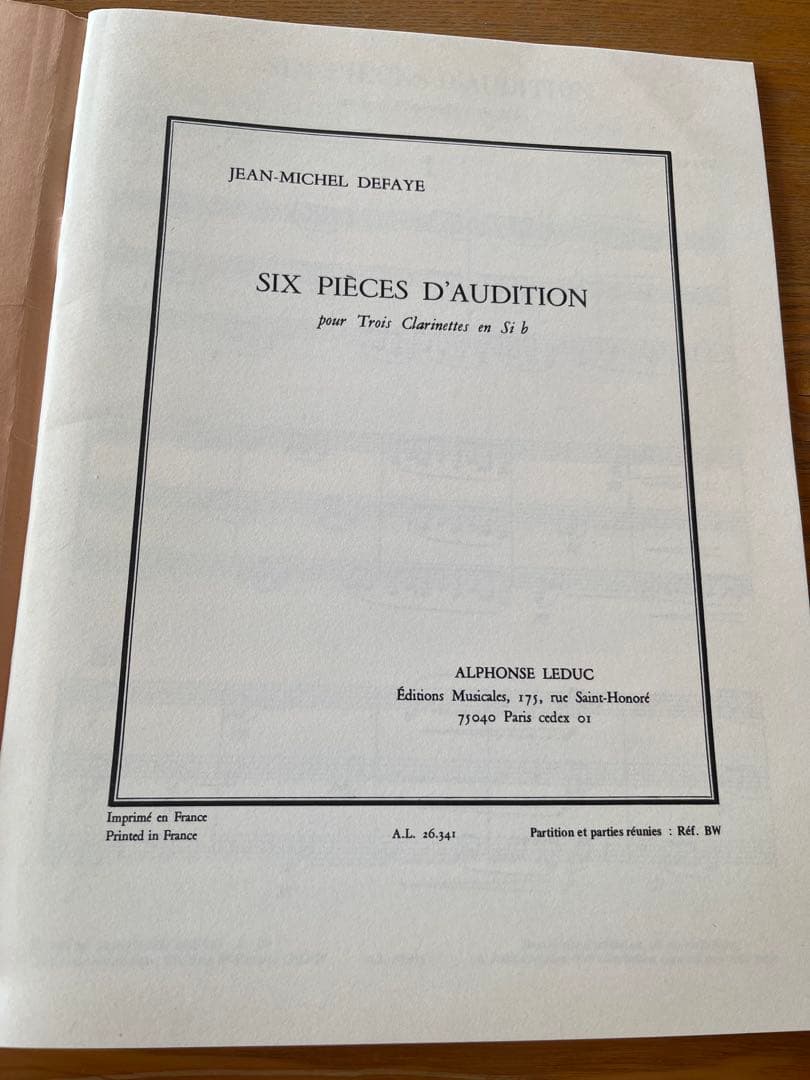 JEAN-MICHEL DEFAYE
SIX PIÈCES D'AUDITION
pour Trois Clarinettes en Si b
ALPHONSE LEDUC
Éditions Musicales, 175, rue Saint-Honoré
75040 Paris cedex 01
Imprimé en France
Printed in France
A.L. 26.341
Partition et parties réunies : Réf. BW